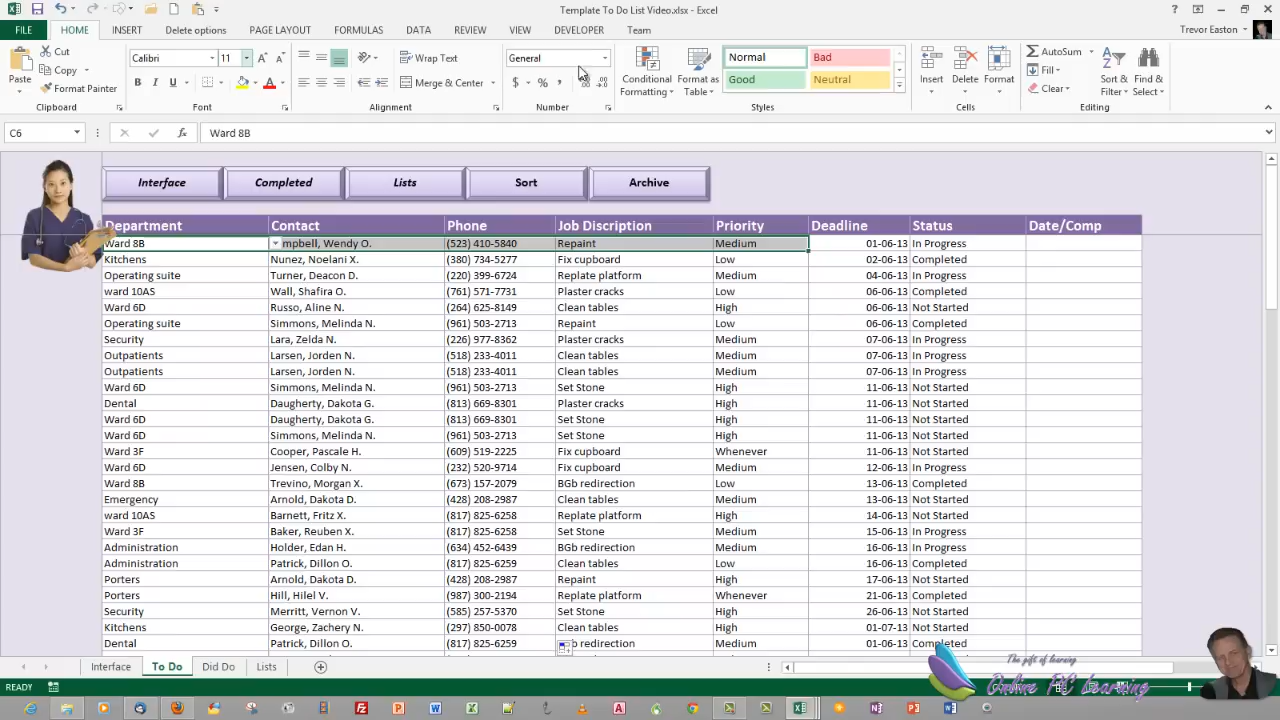 Template To Do List Video.xlsx - Excel
FILE HOME INSERT Delete options PAGE LAYOUT FORMULAS DATA REVIEW VIEW DEVELOPER Team Trevor Easton
Paste Cut Copy Format Painter Clipboard
Calibri 11 B I U Font
Wrap Text Merge & Center Alignment
General $ % , Number
Conditional Formatting Format as Table Normal Bad Good Neutral Styles
Insert Delete Format Cells
AutoSum Fill Clear Sort & Filter Find & Select Editing
C6 fx Ward 8B
Interface Completed Lists Sort Archive
Department Contact Phone Job Discription Priority Deadline Status Date/Comp
Ward 8B mpbell, Wendy O. (523) 410-5840 Repaint Medium 01-06-13 In Progress
Kitchens Nunez, Noelani X. (380) 734-5277 Fix cupboard Low 02-06-13 Completed
Operating suite Turner, Deacon D. (220) 399-6724 Replate platform Medium 04-06-13 In Progress
ward 10AS Wall, Shafira O. (761) 571-7731 Plaster cracks Low 06-06-13 Completed
Ward 6D Russo, Aline N. (264) 625-8149 Clean tables High 06-06-13 Not Started
Operating suite Simmons, Melinda N. (961) 503-2713 Repaint Low 06-06-13 Completed
Security Lara, Zelda N. (226) 977-8362 Plaster cracks Medium 07-06-13 In Progress
Outpatients Larsen, Jorden N. (518) 233-4011 Clean tables Medium 07-06-13 In Progress
Outpatients Larsen, Jorden N. (518) 233-4011 Clean tables Medium 07-06-13 In Progress
Ward 6D Simmons, Melinda N. (961) 503-2713 Set Stone High 11-06-13 Not Started
Dental Daugherty, Dakota G. (813) 669-8301 Plaster cracks High 11-06-13 Not Started
Ward 6D Daugherty, Dakota G. (813) 669-8301 Set Stone High 11-06-13 Not Started
Ward 6D Simmons, Melinda N. (961) 503-2713 Set Stone High 11-06-13 Not Started
Ward 3F Cooper, Pascale H. (609) 519-2225 Fix cupboard Whenever 11-06-13 Not Started
Ward 6D Jensen, Colby N. (232) 520-9714 Fix cupboard Medium 12-06-13 In Progress
Ward 8B Trevino, Morgan X. (673) 157-2079 BGb redirection Low 13-06-13 Completed
Emergency Arnold, Dakota D. (428) 208-2987 Clean tables Medium 13-06-13 Not Started
ward 10AS Barnett, Fritz X. (817) 825-6258 Replate platform High 14-06-13 Not Started
Ward 3F Baker, Reuben X. (817) 825-6258 Set Stone Medium 15-06-13 In Progress
Administration Holder, Edan H. (634) 452-6439 BGb redirection Medium 16-06-13 In Progress
Administration Patrick, Dillon O. (817) 825-6259 Clean tables Low 16-06-13 Completed
Porters Arnold, Dakota D. (428) 208-2987 Repaint High 17-06-13 Not Started
Porters Hill, Hilel V. (987) 300-2194 Replate platform Whenever 21-06-13 Completed
Security Merritt, Vernon V. (585) 257-5370 Set Stone High 26-06-13 Not Started
Kitchens George, Zachery N. (297) 850-0078 Clean tables High 01-07-13 Not Started
Dental Patrick, Dillon O. (817) 825-6259 b redirection Medium 01-06-13 Completed
Interface To Do Did Do Lists
The gift of learning
Online PC Learning
READY